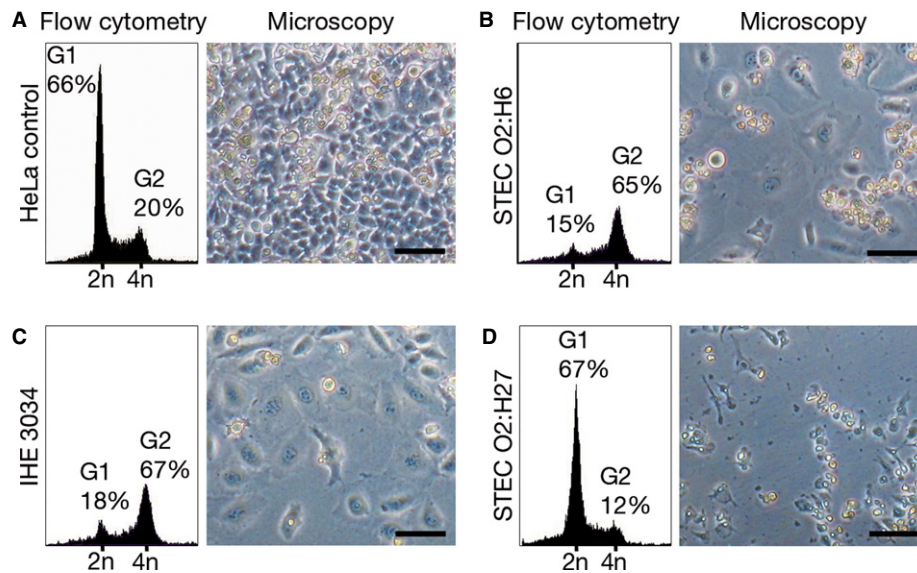 A Flow cytometry Microscopy
HeLa control
G1
66%
G2
20%
2n 4n
B Flow cytometry Microscopy
STEC O2:H6
G1
15%
G2
65%
2n 4n
C
IHE 3034
G1
18%
G2
67%
2n 4n
D
STEC O2:H27
G1
67%
G2
12%
2n 4n